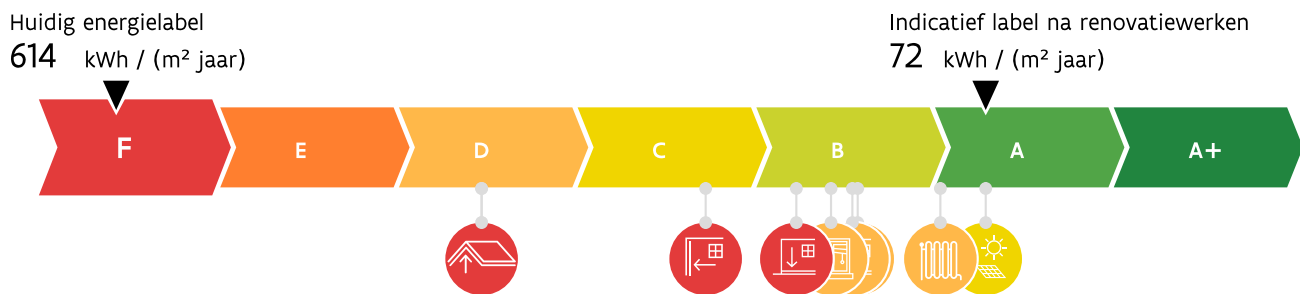 Huidig energielabel
614 kWh / (m² jaar)
Indicatief label na renovatiewerken
72 kWh / (m² jaar)
F E D C B A A+